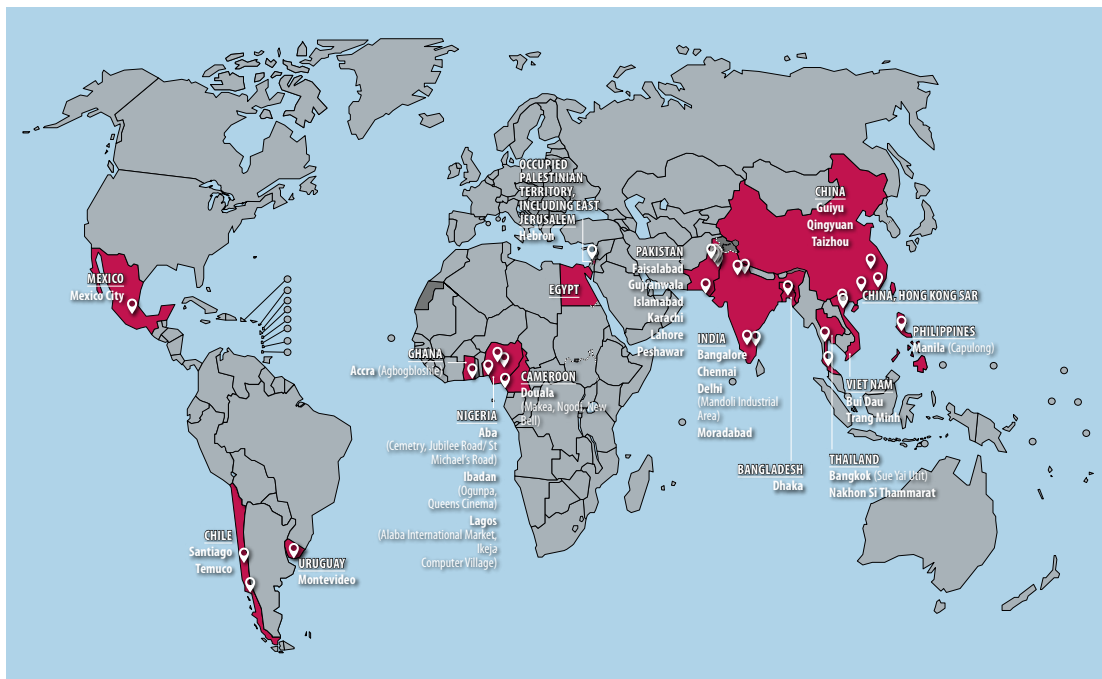 MEXICO
Mexico City
CHILE
Santiago
Temuco
URUGUAY
Montevideo
GHANA
Accra (Agbogbloshie)
NIGERIA
Aba
(Cemetry, Jubilee Road/ St
Michael's Road)
Ibadan
(Ogunpa,
Queens Cinema)
Lagos
(Alaba International Market,
Ikeja
Computer Village)
CAMEROON
Douala
(Makea, Ngodi, New
Bell)
EGYPT
OCCUPIED
PALESTINIAN
TERRITORY,
INCLUDING EAST
JERUSALEM
Hebron
PAKISTAN
Faisalabad
Gujranwala
Islamabad
Karachi
Lahore
Peshawar
INDIA
Bangalore
Chennai
Delhi
(Mandoli Industrial
Area)
Moradabad
BANGLADESH
Dhaka
CHINA
Guiyu
Qingyuan
Taizhou
CHINA, HONG KONG SAR
PHILIPPINES
Manila (Capulong)
VIET NAM
Bui Dau
Trang Minh
THAILAND
Bangkok (Sue Yai Utit)
Nakhon Si Thammarat